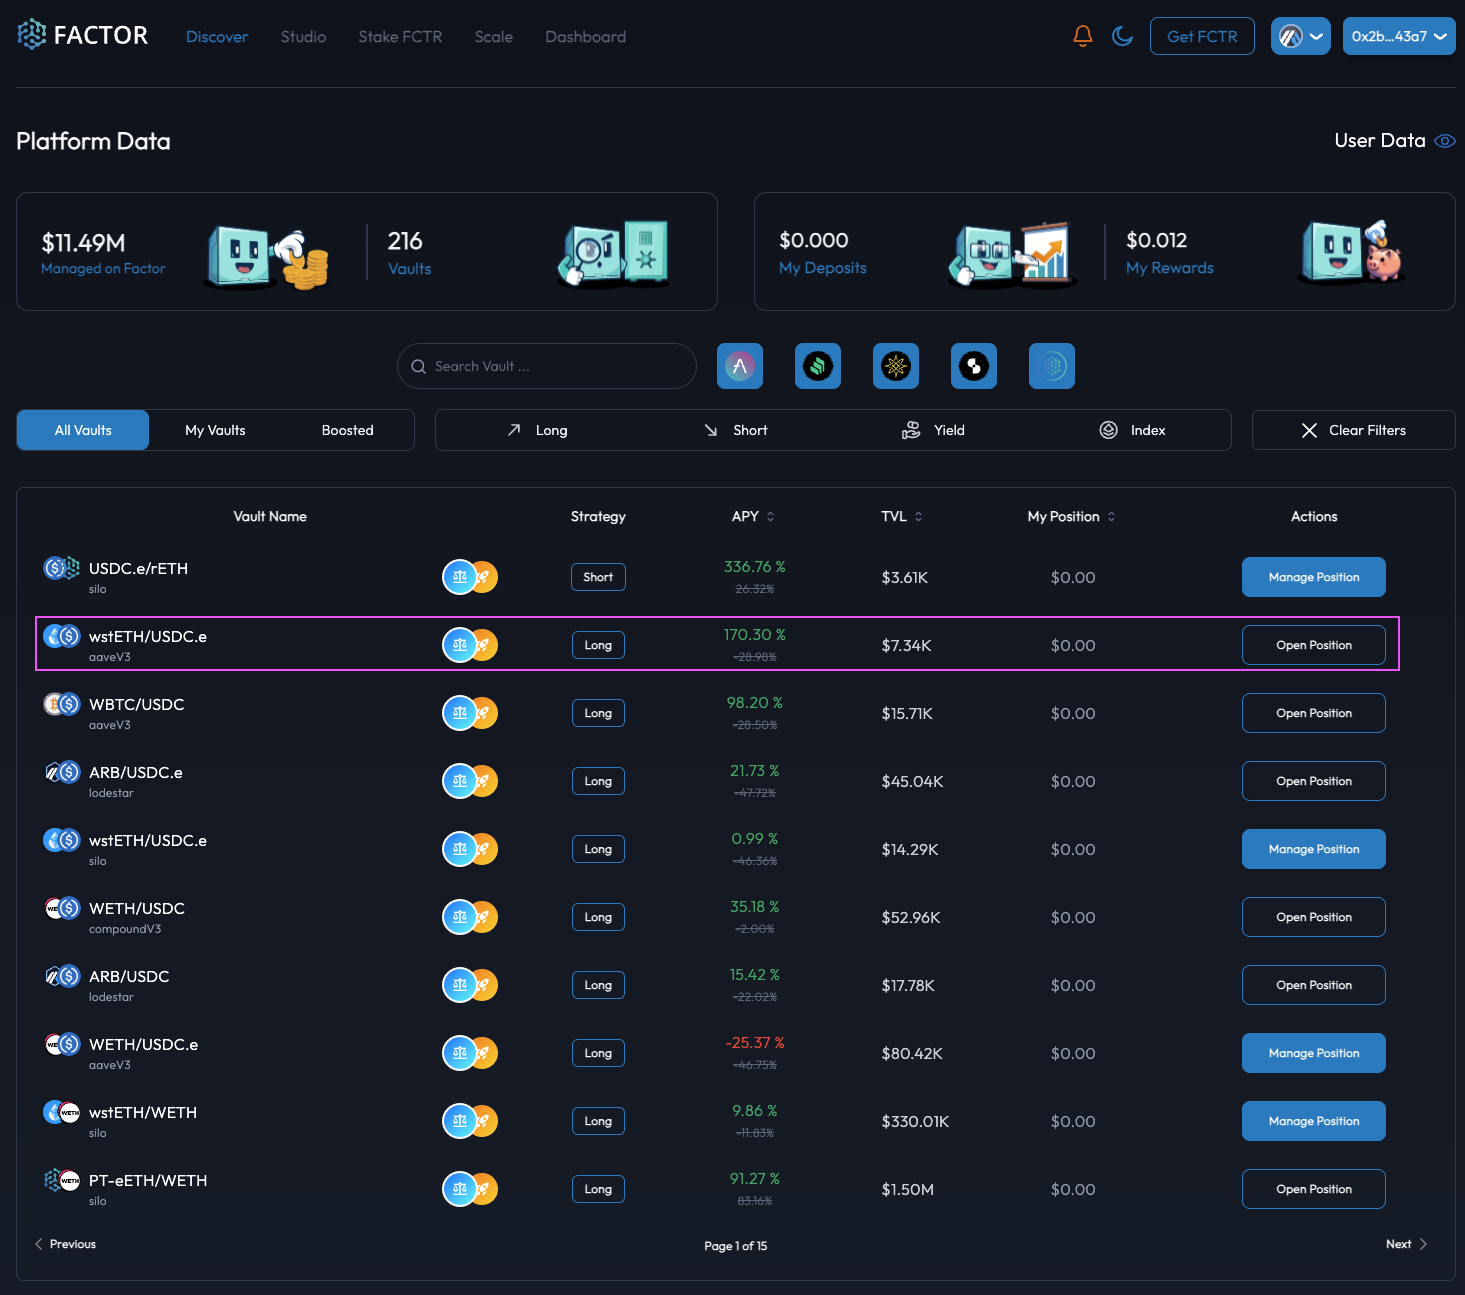 FACTOR Discover Studio Stake FCTR Scale Dashboard Get FCTR 0x2b...43a7
Platform Data User Data
$11.49M
Managed on Factor
216
Vaults
$0.000
My Deposits
$0.012
My Rewards
Search Vault ...
All Vaults My Vaults Boosted Long Short Yield Index Clear Filters
Vault Name Strategy APY TVL My Position Actions
USDC.e/rETH
silo
Short
336.76 %
26.32%
$3.61K
$0.00
Manage Position
wstETH/USDC.e
aaveV3
Long
170.30 %
-28.98%
$7.34K
$0.00
Open Position
WBTC/USDC
aaveV3
Long
98.20 %
-28.50%
$15.71K
$0.00
Open Position
ARB/USDC.e
lodestar
Long
21.73 %
-47.72%
$45.04K
$0.00
Open Position
wstETH/USDC.e
silo
Long
0.99 %
-46.36%
$14.29K
$0.00
Manage Position
WETH/USDC
compoundV3
Long
35.18 %
-2.00%
$52.96K
$0.00
Open Position
ARB/USDC
lodestar
Long
15.42 %
-22.02%
$17.78K
$0.00
Open Position
WETH/USDC.e
aaveV3
Long
-25.37 %
-46.75%
$80.42K
$0.00
Manage Position
WETH
wstETH/WETH
silo
Long
9.86 %
-11.83%
$330.01K
$0.00
Manage Position
WETH
PT-eETH/WETH
silo
Long
91.27 %
83.16%
$1.50M
$0.00
Open Position
Previous Page 1 of 15 Next